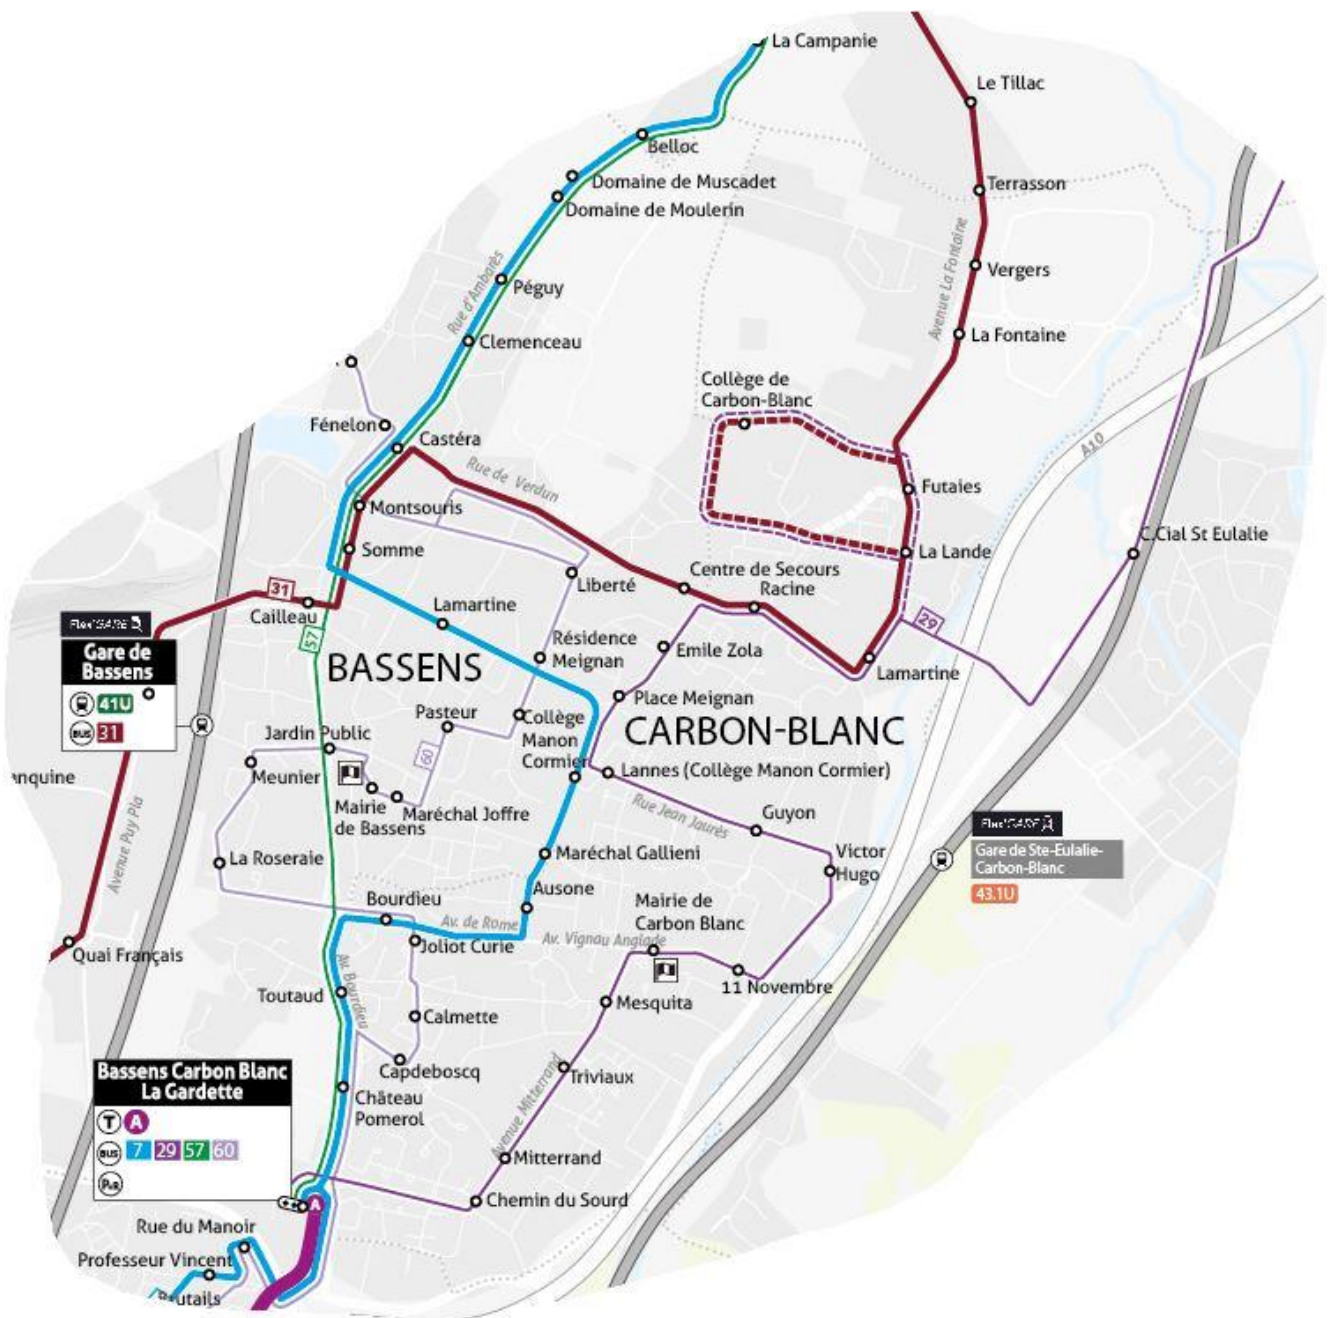 La Campanie
Le Tillac
Belloc
Domaine de Muscadet
Terrasson
Domaine de Moulerin
Rue d'Ambarès
Avenue La Fontaine
Vergers
Péguy
Clemenceau
La Fontaine
Collège de
Carbon-Blanc
Fénelon
Castéra
A10
Rue de Verdun
Futaies
Montsouris
C.Cial St Eulalie
Somme
La Lande
Centre de Secours
Racine
Liberté
31
Cailleau
Lamartine
29
57
Gare de
Bassens
41U
BUS 31
Résidence
Meignan
Emile Zola
BASSENS
Lamartine
Place Meignan
Pasteur
Collège
Manon
Cormier
CARBON-BLANC
Jardin Public
60
Meunier
Lannes (Collège Manon Cormier)
anquine
Mairie
de Bassens
Maréchal Joffre
Rue Jean Jaurès
Guyon
Avenue Puy Pla
La Roseraie
Maréchal Gallieni
Victor
Hugo
Gare de Ste-Eulalie-
Carbon-Blanc
43.1U
Ausone
Bourdieu
Av. de Rome
Mairie de
Carbon Blanc
Joliot Curie
Av. Vignau Anglade
Quai Français
11 Novembre
Toutaud
Av. Bourdieu
Mesquita
Calmette
Capdeboscq
Triviaux
Bassens Carbon Blanc
La Gardette
T A
BUS 7 29 57 60
P+R
Château
Pomerol
Avenue Mitterrand
Mitterrand
Chemin du Sourd
A
Rue du Manoir
Professeur Vincent
utails